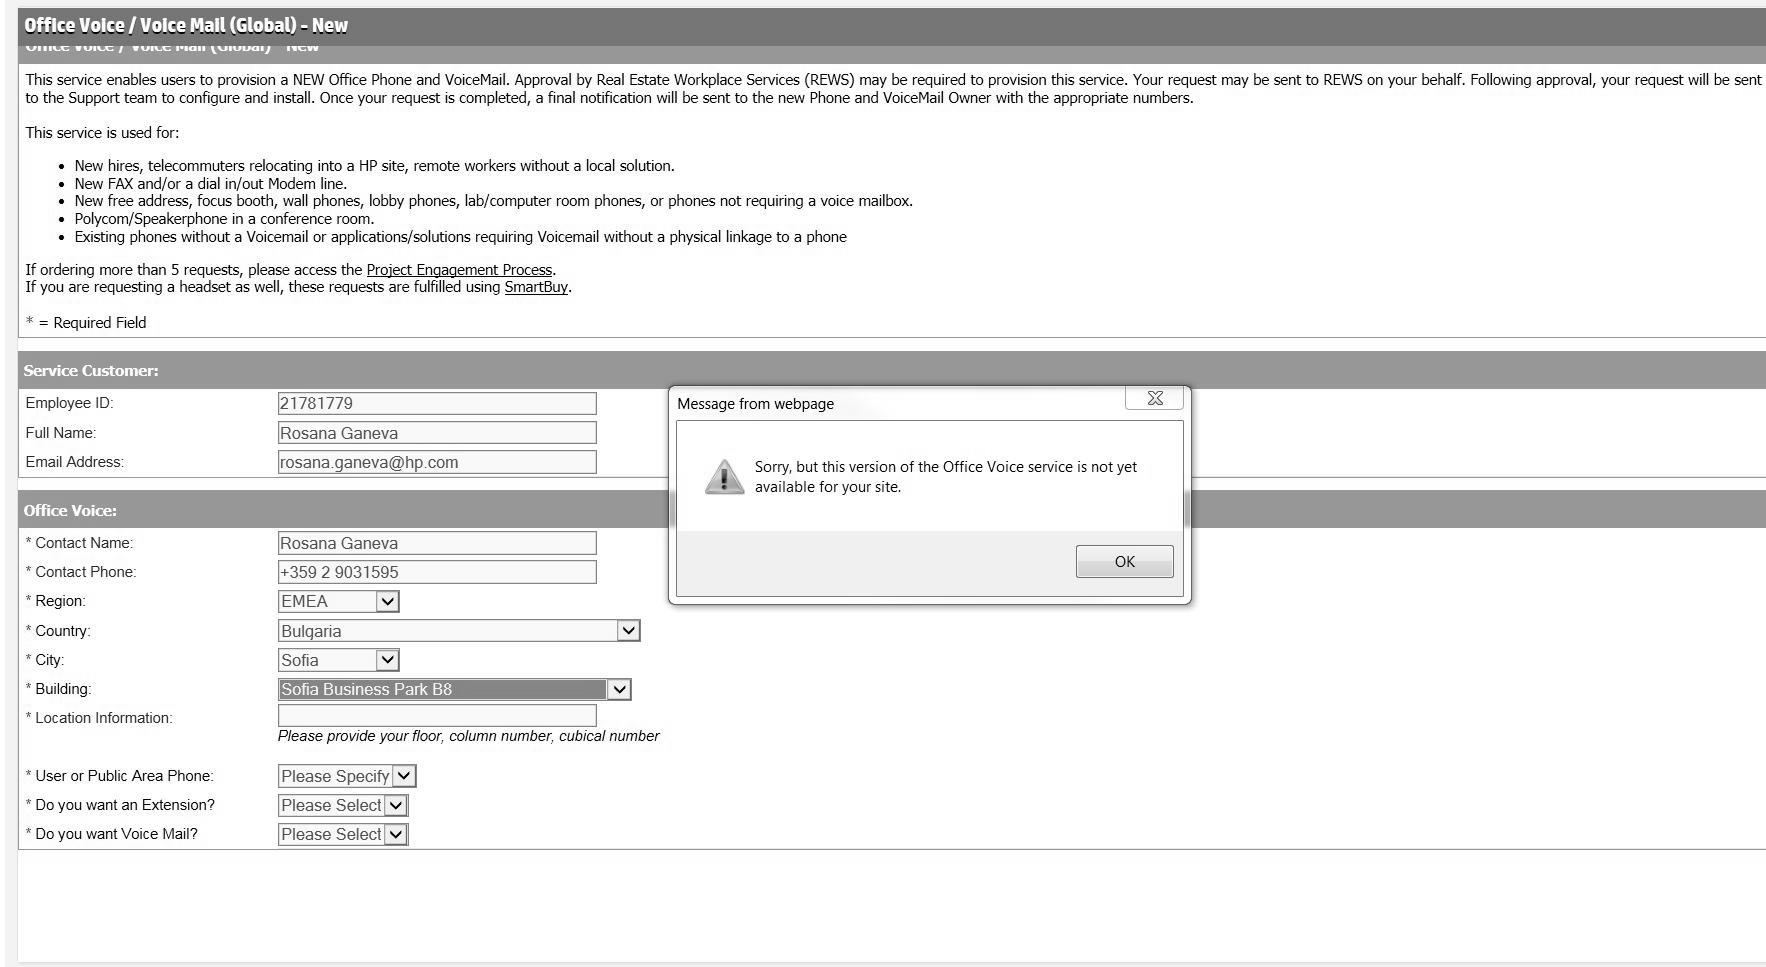 Office Voice / Voice Mail (Global) - New
Office Voice / Voice Mail (Global) - New
This service enables users to provision a NEW Office Phone and VoiceMail. Approval by Real Estate Workplace Services (REWS) may be required to provision this service. Your request may be sent to REWS on your behalf. Following approval, your request will be sent
to the Support team to configure and install. Once your request is completed, a final notification will be sent to the new Phone and VoiceMail Owner with the appropriate numbers.
This service is used for:
• New hires, telecommuters relocating into a HP site, remote workers without a local solution.
• New FAX and/or a dial in/out Modem line.
• New free address, focus booth, wall phones, lobby phones, lab/computer room phones, or phones not requiring a voice mailbox.
• Polycom/Speakerphone in a conference room.
• Existing phones without a Voicemail or applications/solutions requiring Voicemail without a physical linkage to a phone
If ordering more than 5 requests, please access the Project Engagement Process.
If you are requesting a headset as well, these requests are fulfilled using SmartBuy.
* = Required Field
Service Customer:
Employee ID: 21781779
Full Name: Rosana Ganeva
Email Address: rosana.ganeva@hp.com
Message from webpage
Sorry, but this version of the Office Voice service is not yet
available for your site.
OK
Office Voice:
* Contact Name: Rosana Ganeva
* Contact Phone: +359 2 9031595
* Region: EMEA
* Country: Bulgaria
* City: Sofia
* Building: Sofia Business Park B8
* Location Information:
Please provide your floor, column number, cubical number
* User or Public Area Phone: Please Specify
* Do you want an Extension? Please Select
* Do you want Voice Mail? Please Select